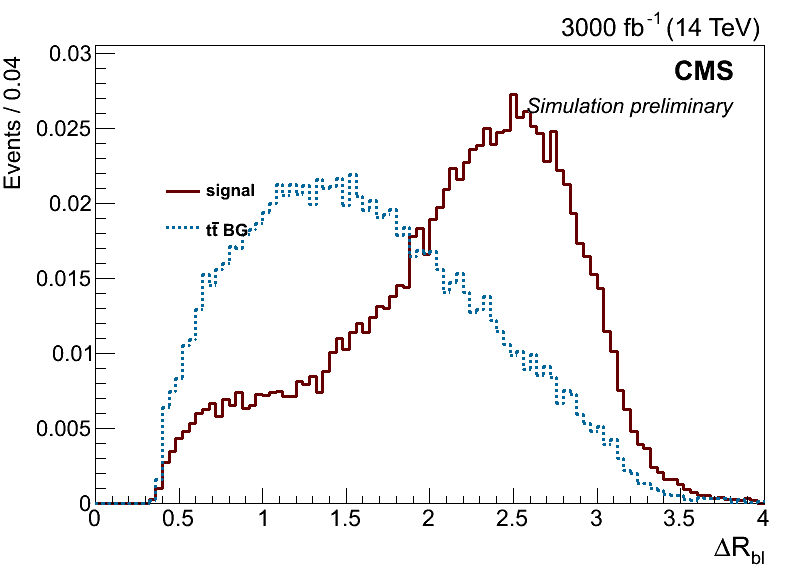 3000 fb⁻¹ (14 TeV)
CMS
Simulation preliminary
Events / 0.04
signal
tt̄ BG
0.03
0.025
0.02
0.015
0.01
0.005
0
0 0.5 1 1.5 2 2.5 3 3.5 4
ΔR_bl